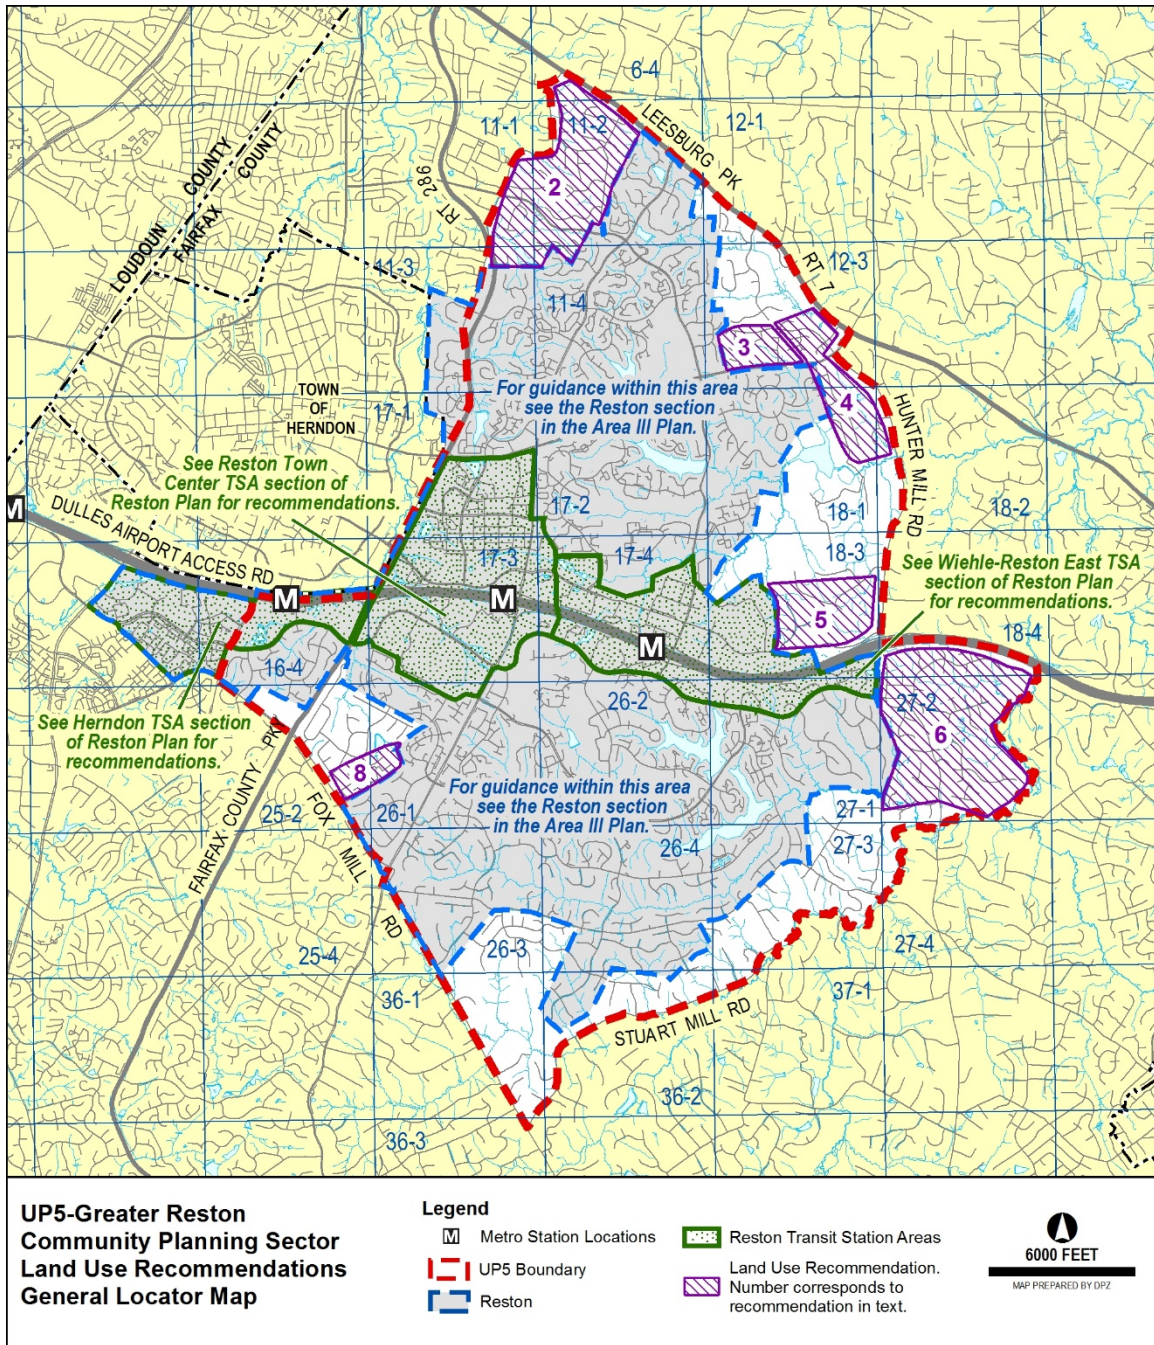 6-4
11-1
11-2
12-1
LEESBURG PK
RT 286
2
LOUDOUN COUNTY
FAIRFAX COUNTY
11-3
RT 7
12-3
11-4
3
For guidance within this area
see the Reston section
in the Area III Plan.
4
TOWN
OF
HERNDON
17-1
HUNTER MILL RD
See Reston Town
Center TSA section of
Reston Plan for
recommendations.
17-2
18-1
18-2
DULLES AIRPORT ACCESS RD
17-3
17-4
18-3
See Wiehle-Reston East TSA
section of Reston Plan
for recommendations.
M
M
M
M
5
18-4
16-4
26-2
27-2
6
See Herndon TSA section
of Reston Plan for
recommendations.
8
For guidance within this area
see the Reston section
in the Area III Plan.
FAIRFAX COUNTY PKY
25-2
26-1
FOX MILL RD
27-1
26-4
27-3
26-3
27-4
25-4
36-1
37-1
STUART MILL RD
36-2
36-3
UP5-Greater Reston
Community Planning Sector
Land Use Recommendations
General Locator Map
Legend
M Metro Station Locations
UP5 Boundary
Reston
Reston Transit Station Areas
Land Use Recommendation.
Number corresponds to
recommendation in text.
6000 FEET
MAP PREPARED BY DPZ